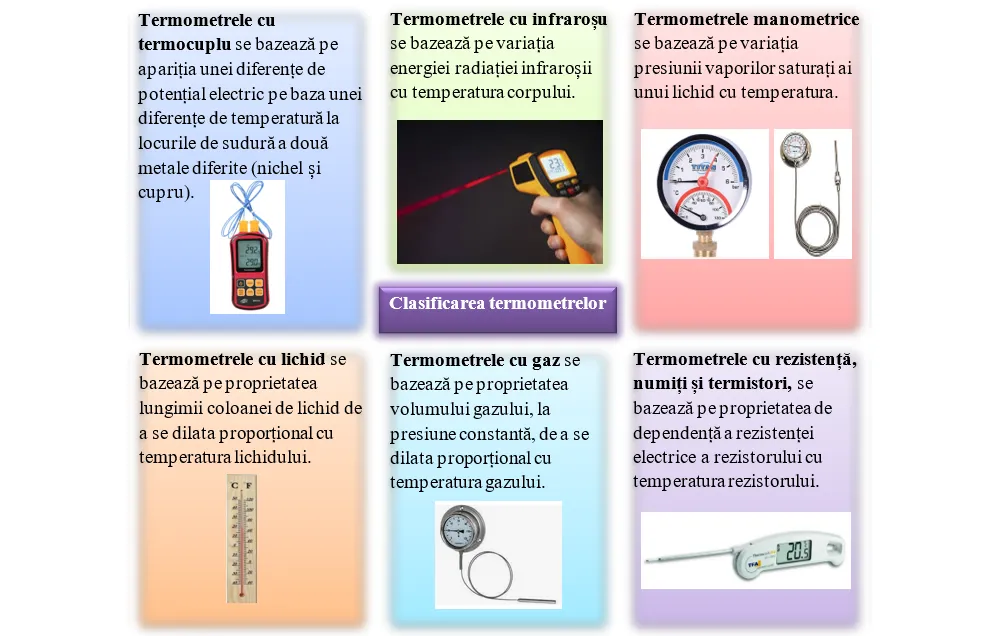 Termometrele cu
termocuplu se bazează pe
apariția unei diferențe de
potențial electric pe baza unei
diferențe de temperatură la
locurile de sudură a două
metale diferite (nichel și
cupru).
Termometrele cu infraroșu
se bazează pe variația
energiei radiației infraroșii
cu temperatura corpului.
Termometrele manometrice
se bazează pe variația
presiunii vaporilor saturați ai
unui lichid cu temperatura.
Clasificarea termometrelor
Termometrele cu lichid se
bazează pe proprietatea
lungimii coloanei de lichid de
a se dilata proporțional cu
temperatura lichidului.
C F
Termometrele cu gaz se
bazează pe proprietatea
volumului gazului, la
presiune constantă, de a se
dilata proporțional cu
temperatura gazului.
Termometrele cu rezistență,
numiți și termistori, se
bazează pe proprietatea de
dependență a rezistenței
electrice a rezistorului cu
temperatura rezistorului.
20.5
TFA